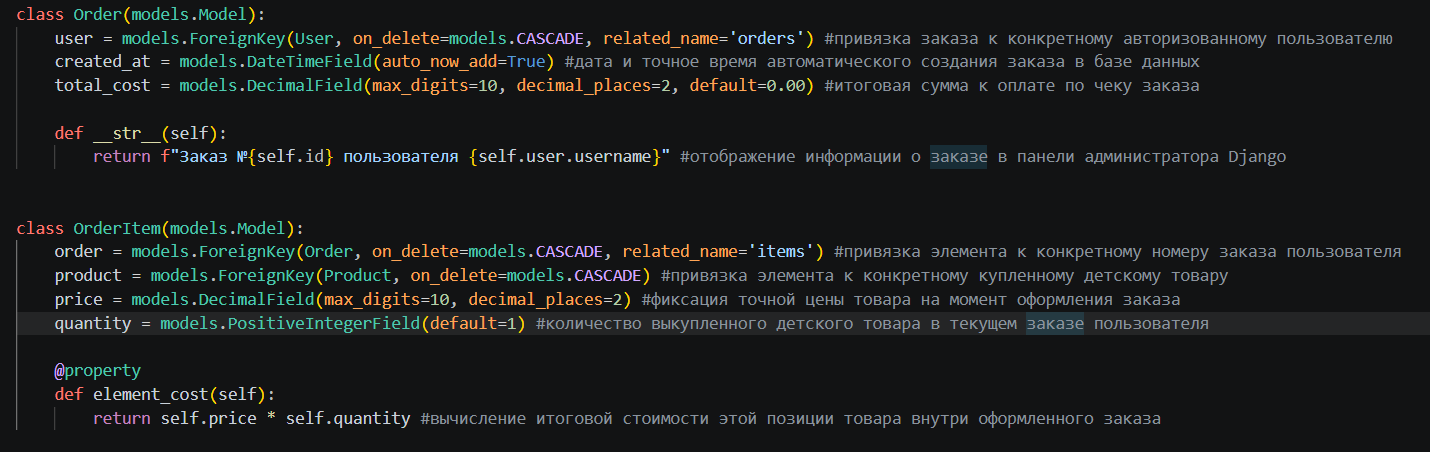 class Order(models.Model):
    user = models.ForeignKey(User, on_delete=models.CASCADE, related_name='orders') #привязка заказа к конкретному авторизованному пользователю
    created_at = models.DateTimeField(auto_now_add=True) #дата и точное время автоматического создания заказа в базе данных
    total_cost = models.DecimalField(max_digits=10, decimal_places=2, default=0.00) #итоговая сумма к оплате по чеку заказа
    def __str__(self):
        return f"Заказ №{self.id} пользователя {self.user.username}" #отображение информации о заказе в панели администратора Django
class OrderItem(models.Model):
    order = models.ForeignKey(Order, on_delete=models.CASCADE, related_name='items') #привязка элемента к конкретному номеру заказа пользователя
    product = models.ForeignKey(Product, on_delete=models.CASCADE) #привязка элемента к конкретному купленному детскому товару
    price = models.DecimalField(max_digits=10, decimal_places=2) #фиксация точной цены товара на момент оформления заказа
    quantity = models.PositiveIntegerField(default=1) #количество выкупленного детского товара в текущем заказе пользователя
    @property
    def element_cost(self):
        return self.price * self.quantity #вычисление итоговой стоимости этой позиции товара внутри оформленного заказа